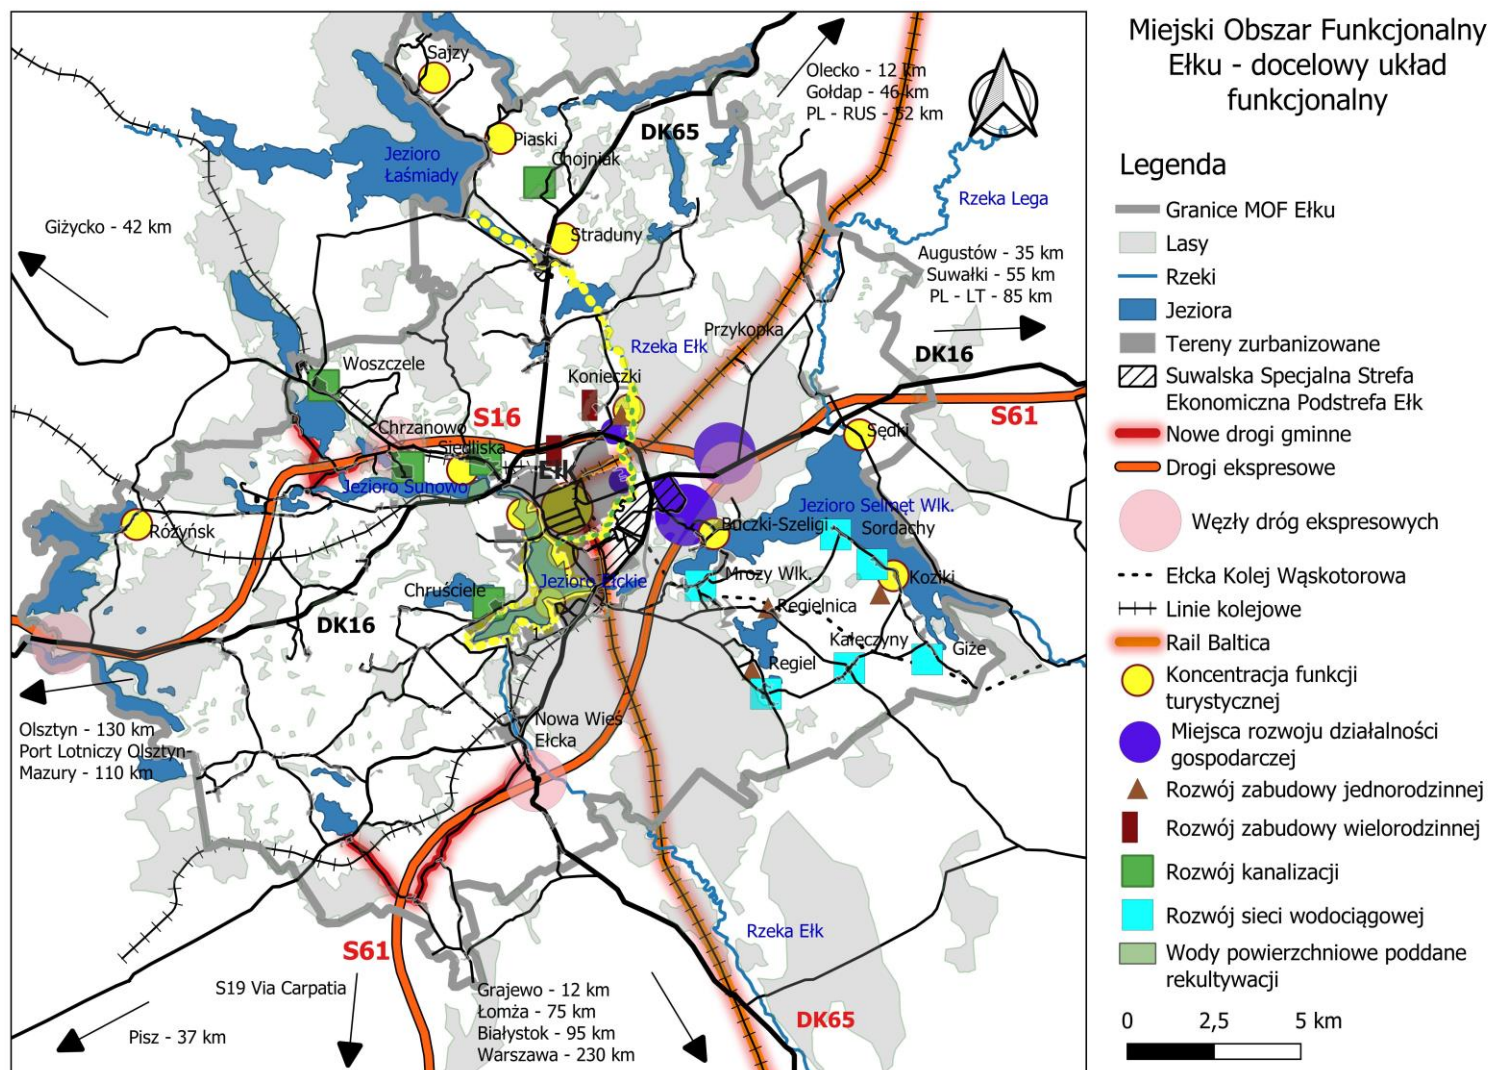 Miejski Obszar Funkcjonalny
Ełku - docelowy układ
funkcjonalny
Legenda
Granice MOF Ełku
Lasy
Rzeki
Jeziora
Tereny zurbanizowane
Suwalska Specjalna Strefa
Ekonomiczna Podstrefa Ełk
Nowe drogi gminne
Drogi ekspresowe
Węzły dróg ekspresowych
Ełcka Kolej Wąskotorowa
Linie kolejowe
Rail Baltica
Koncentracja funkcji
turystycznej
Miejsca rozwoju działalności
gospodarczej
Rozwój zabudowy jednorodzinnej
Rozwój zabudowy wielorodzinnej
Rozwój kanalizacji
Rozwój sieci wodociągowej
Wody powierzchniowe poddane
rekultywacji
0 2,5 5 km
Sajzy
Olecko - 12 km
Gołdap - 46 km
PL - RUS - 52 km
DK65
Piaski
Jezioro
Łaśmiady
Chojniak
Rzeka Lega
Giżycko - 42 km
Straduny
Augustów - 35 km
Suwałki - 55 km
PL - LT - 85 km
Przykopka
Rzeka Ełk
DK16
Woszczele
Konieczki
S16
S61
Chrzanowo
Siedliska
Sędki
Ełk
Jezioro Sunowo
Jezioro Selmęt Wlk.
Różyńsk
Buczki-Szeligi
Sordachy
Mrozy Wlk.
Koziki
Jezioro Ełckie
Chruściele
Regielnica
DK16
Kałęczyny
Giże
Regiel
Olsztyn - 130 km
Port Lotniczy Olsztyn-
Mazury - 110 km
Nowa Wieś
Ełcka
Rzeka Ełk
S61
S19 Via Carpatia
Grajewo - 12 km
Łomża - 75 km
Białystok - 95 km
Warszawa - 230 km
DK65
Pisz - 37 km